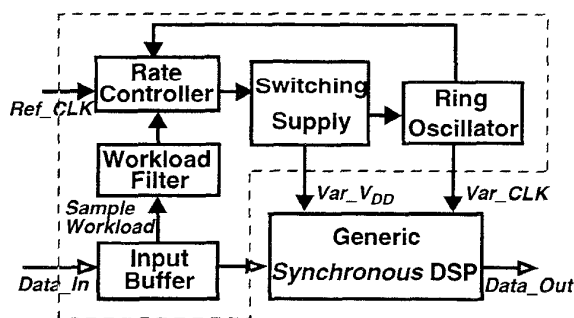 Rate
Controller
Switching
Supply
Ring
Oscillator
Ref_CLK
Workload
Filter
Sample
Workload
Var_VDD
Var_CLK
Input
Buffer
Generic
Synchronous DSP
Data_In
Data_Out